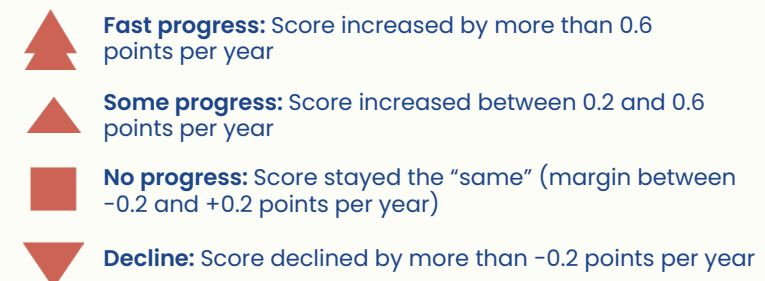 Fast progress: Score increased by more than 0.6
points per year
Some progress: Score increased between 0.2 and 0.6
points per year
No progress: Score stayed the “same” (margin between
-0.2 and +0.2 points per year)
Decline: Score declined by more than -0.2 points per year